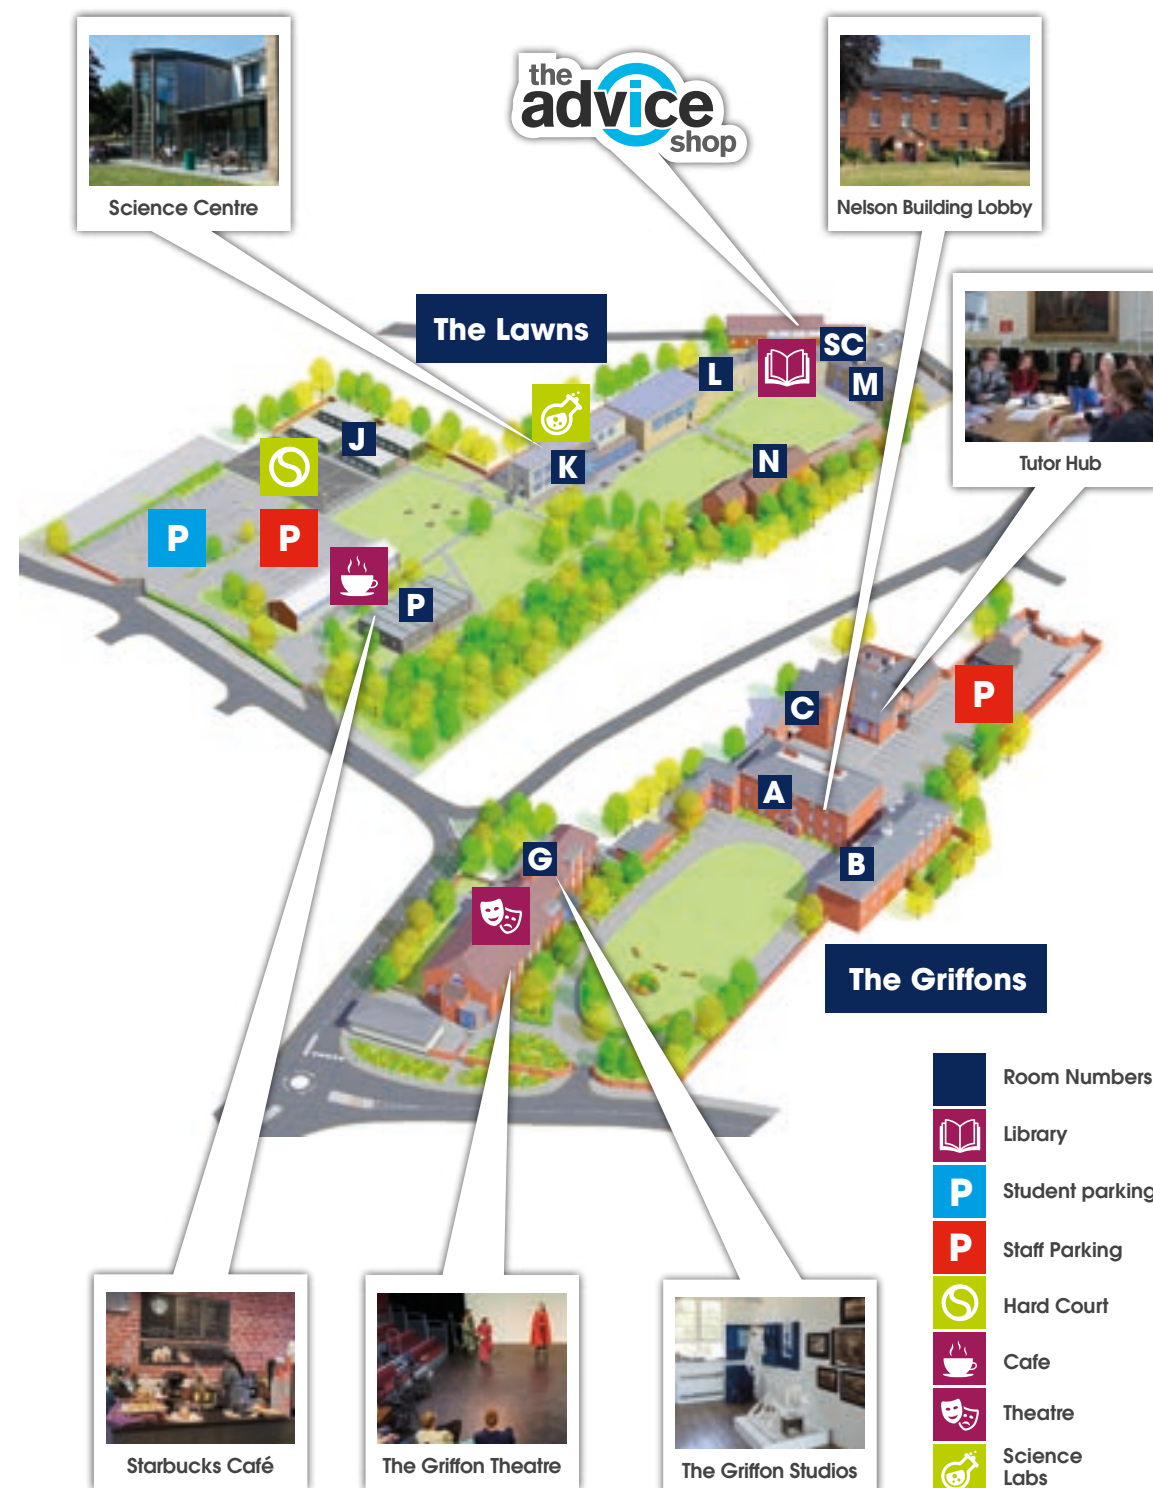 the
advice
shop
Science Centre
Nelson Building Lobby
The Lawns
SC
L
M
Tutor Hub
J
K
N
P
P
P
P
C
A
G
B
The Griffons
Room Numbers
Library
P
Student parking
P
Staff Parking
Hard Court
Cafe
Theatre
Science
Labs
Starbucks Café
The Griffon Theatre
The Griffon Studios